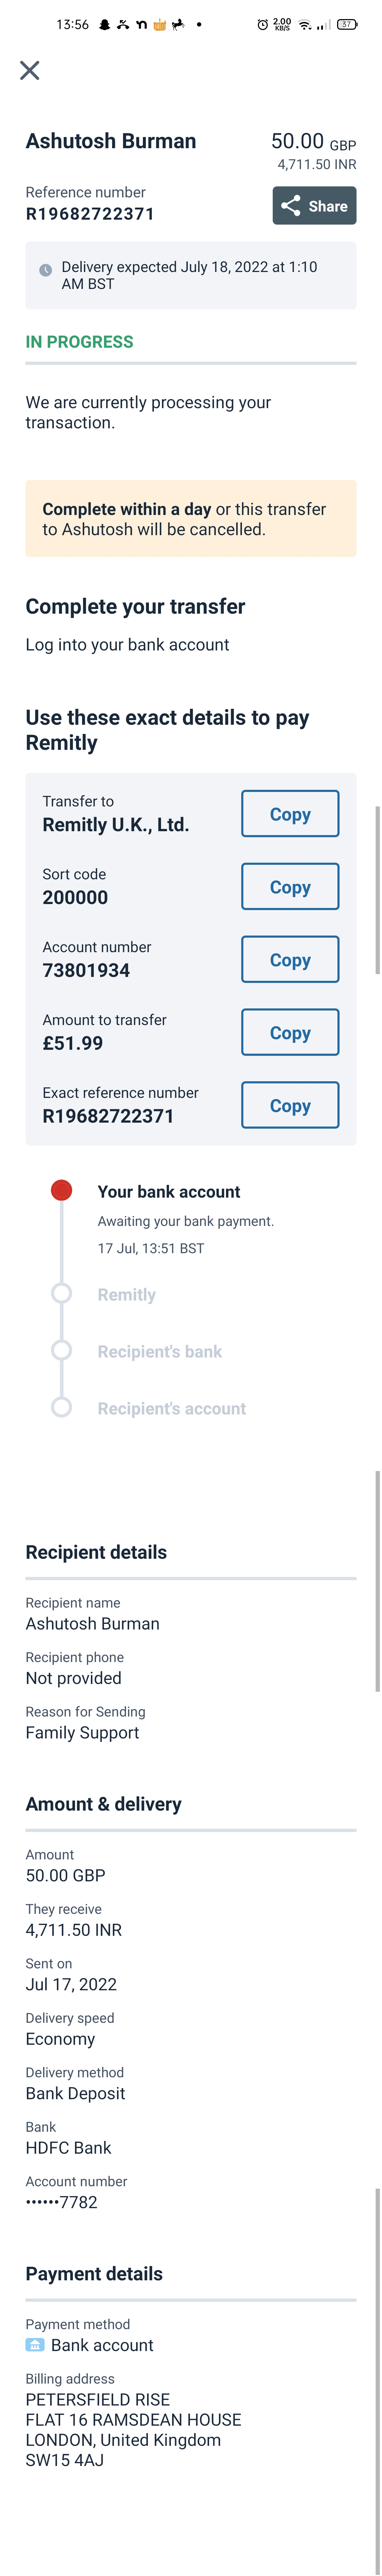 13:56
2.00
KB/S
37
Ashutosh Burman
50.00 GBP
4,711.50 INR
Reference number
R19682722371
Share
Delivery expected July 18, 2022 at 1:10
AM BST
IN PROGRESS
We are currently processing your
transaction.
Complete within a day or this transfer
to Ashutosh will be cancelled.
Complete your transfer
Log into your bank account
Use these exact details to pay
Remitly
Transfer to
Remitly U.K., Ltd.
Copy
Sort code
200000
Copy
Account number
73801934
Copy
Amount to transfer
£51.99
Copy
Exact reference number
R19682722371
Copy
Your bank account
Awaiting your bank payment.
17 Jul, 13:51 BST
Remitly
Recipient's bank
Recipient's account
Recipient details
Recipient name
Ashutosh Burman
Recipient phone
Not provided
Reason for Sending
Family Support
Amount & delivery
Amount
50.00 GBP
They receive
4,711.50 INR
Sent on
Jul 17, 2022
Delivery speed
Economy
Delivery method
Bank Deposit
Bank
HDFC Bank
Account number
••••••7782
Payment details
Payment method
Bank account
Billing address
PETERSFIELD RISE
FLAT 16 RAMSDEAN HOUSE
LONDON, United Kingdom
SW15 4AJ